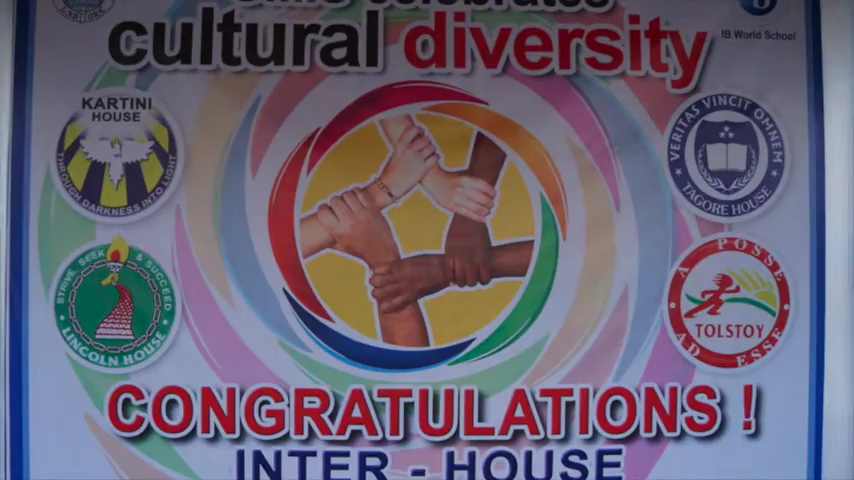 celebrates
cultural diversity
IB World School
KARTINI
HOUSE
THROUGH DARKNESS INTO LIGHT
VERITAS VINCIT OMNEM
TAGORE HOUSE
STRIVE SEEK & SUCCEED
LINCOLN HOUSE
A POSSE
TOLSTOY
AD ESSE
CONGRATULATIONS !
INTER - HOUSE